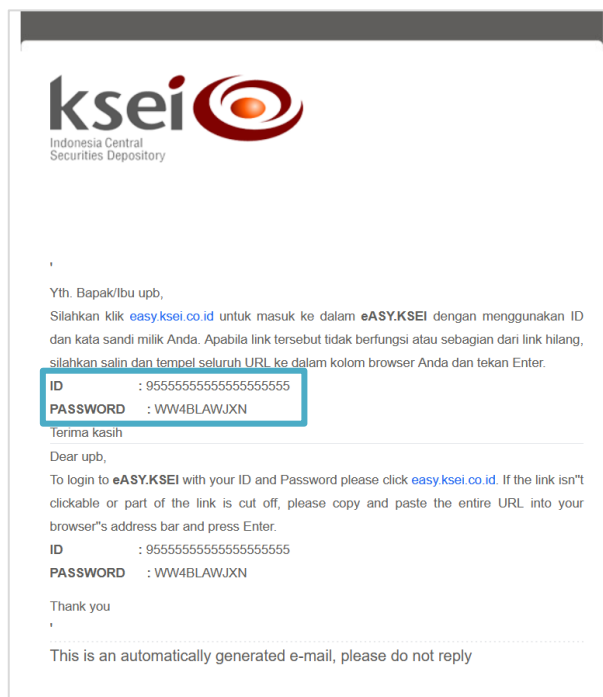 ksei
Indonesia Central
Securities Depository
'
Yth. Bapak/Ibu upb,
Silahkan klik easy.ksei.co.id untuk masuk ke dalam eASY.KSEI dengan menggunakan ID
dan kata sandi milik Anda. Apabila link tersebut tidak berfungsi atau sebagian dari link hilang,
silahkan salin dan tempel seluruh URL ke dalam kolom browser Anda dan tekan Enter.
ID : 95555555555555555555
PASSWORD : WW4BLAWJXN
Terima kasih
Dear upb,
To login to eASY.KSEI with your ID and Password please click easy.ksei.co.id. If the link isn"t
clickable or part of the link is cut off, please copy and paste the entire URL into your
browser"s address bar and press Enter.
ID : 95555555555555555555
PASSWORD : WW4BLAWJXN
Thank you
'
This is an automatically generated e-mail, please do not reply